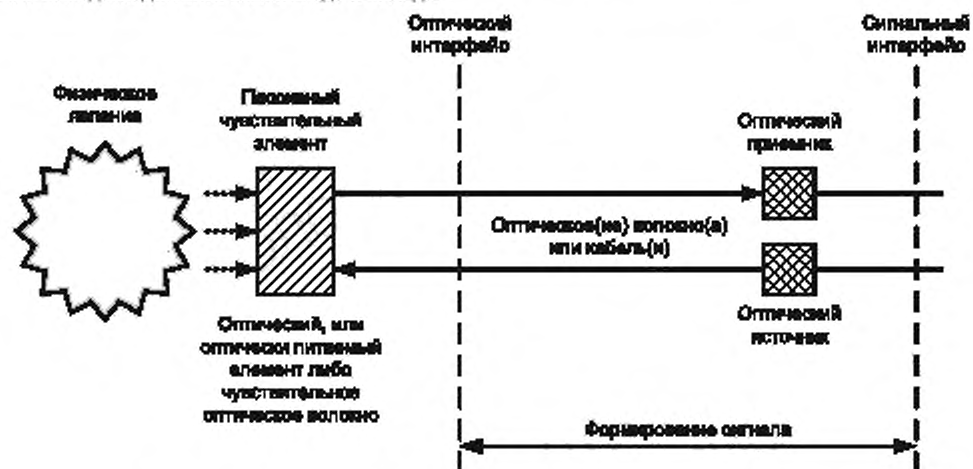 Оптический
интерфейс
Сигнальный
интерфейс
Физическое
явление
Пассивный
чувствительный
элемент
Оптический
приемник
Оптическое(ие) волокно(а)
или кабель(и)
Оптический
источник
Оптический, или
оптически питаемый
элемент либо
чувствительное
оптическое волокно
Формирование сигнала